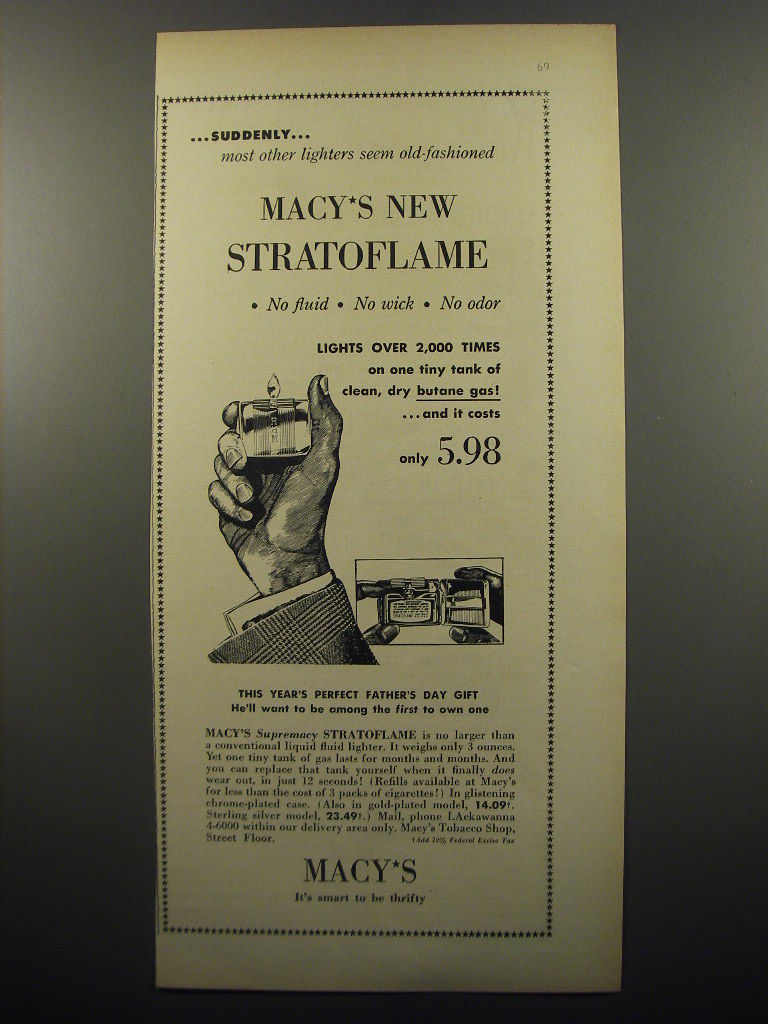 69
...SUDDENLY...
most other lighters seem old-fashioned
MACY★S NEW
STRATOFLAME
• No fluid • No wick • No odor
LIGHTS OVER 2,000 TIMES
on one tiny tank of
clean, dry butane gas!
...and it costs
only 5.98
THIS YEAR'S PERFECT FATHER'S DAY GIFT
He'll want to be among the first to own one
MACY'S Supremacy STRATOFLAME is no larger than
a conventional liquid fluid lighter. It weighs only 3 ounces.
Yet one tiny tank of gas lasts for months and months. And
you can replace that tank yourself when it finally does
wear out, in just 12 seconds! (Refills available at Macy's
for less than the cost of 3 packs of cigarettes!) In glistening
chrome-plated case. (Also in gold-plated model, 14.09†.
Sterling silver model, 23.49†.) Mail, phone LAckawanna
4-6000 within our delivery area only. Macy's Tobacco Shop,
Street Floor. †Add 20% Federal Excise Tax
MACY★S
It's smart to be thrifty